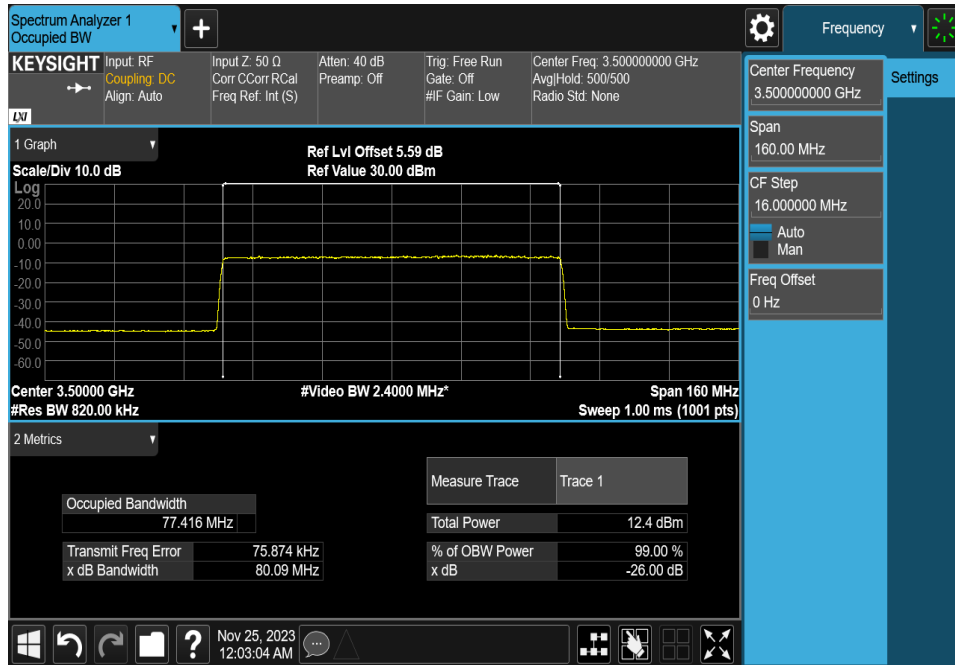 Spectrum Analyzer 1
Occupied BW
+
Frequency
KEYSIGHT
LXI
Input: RF
Coupling: DC
Align: Auto
Input Z: 50 Ω
Corr CCorr RCal
Freq Ref: Int (S)
Atten: 40 dB
Preamp: Off
Trig: Free Run
Gate: Off
#IF Gain: Low
Center Freq: 3.500000000 GHz
Avg|Hold: 500/500
Radio Std: None
Center Frequency
3.500000000 GHz
Settings
Span
160.00 MHz
CF Step
16.000000 MHz
Auto
Man
Freq Offset
0 Hz
1 Graph
Scale/Div 10.0 dB
Ref Lvl Offset 5.59 dB
Ref Value 30.00 dBm
Log
20.0
10.0
0.00
-10.0
-20.0
-30.0
-40.0
-50.0
-60.0
Center 3.50000 GHz
#Video BW 2.4000 MHz*
Span 160 MHz
#Res BW 820.00 kHz
Sweep 1.00 ms (1001 pts)
2 Metrics
Measure Trace Trace 1
Occupied Bandwidth
77.416 MHz
Total Power 12.4 dBm
Transmit Freq Error 75.874 kHz
% of OBW Power 99.00 %
x dB Bandwidth 80.09 MHz
x dB -26.00 dB
?
Nov 25, 2023
12:03:04 AM